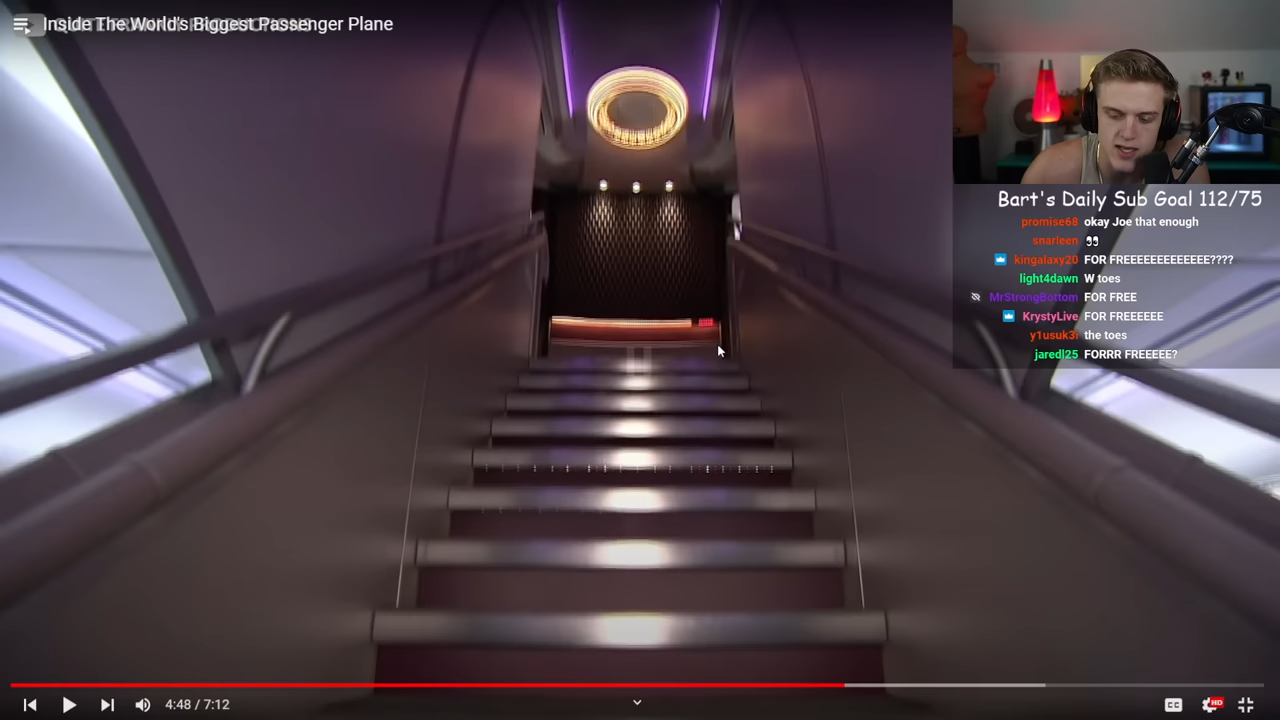 Inside The World's Biggest Passenger Plane
Bart's Daily Sub Goal 112/75
promise68 okay Joe that enough
snarleen 👀
kingalaxy20 FOR FREEEEEEEEEEEEE????
light4dawn W toes
MrStrongBottom FOR FREE
KrystyLive FOR FREEEEEE
y1usuk3r the toes
jaredl25 FORRR FREEEEE?
4:48 / 7:12
CC
HD